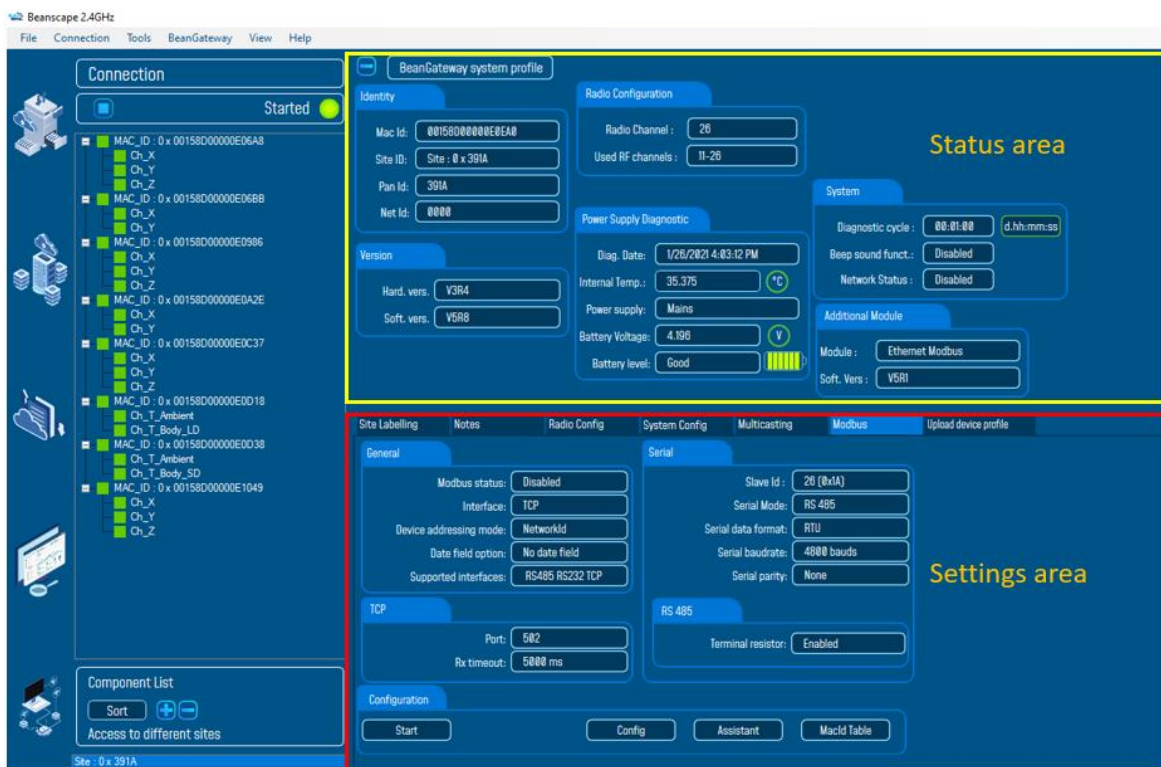 Beanscape 2.4GHz
File Connection Tools BeanGateway View Help
Connection
Started
MAC_ID : 0 x 00158D00000E06A8
Ch_X
Ch_Y
Ch_Z
MAC_ID : 0 x 00158D00000E06BB
Ch_X
Ch_Y
MAC_ID : 0 x 00158D00000E0986
Ch_X
Ch_Y
Ch_Z
MAC_ID : 0 x 00158D00000E0A2E
Ch_X
Ch_Y
MAC_ID : 0 x 00158D00000E0C37
Ch_X
Ch_Y
Ch_Z
MAC_ID : 0 x 00158D00000E0D18
Ch_T_Ambient
Ch_T_Body_LD
MAC_ID : 0 x 00158D00000E0D38
Ch_T_Ambient
Ch_T_Body_SD
MAC_ID : 0 x 00158D00000E1049
Ch_X
Ch_Y
Ch_Z
Component List
Sort
Access to different sites
Site : 0 x 391A
BeanGateway system profile
Identity
Mac Id: 00158D00000E0EA0
Site ID: Site : 0 x 391A
Pan Id: 391A
Net Id: 0000
Version
Hard. vers. V3R4
Soft. vers. V5R8
Radio Configuration
Radio Channel : 26
Used RF channels : 11-26
Power Supply Diagnostic
Diag. Date: 1/26/2021 4:03:12 PM
Internal Temp.: 35.375 °C
Power supply: Mains
Battery Voltage: 4.196 V
Battery level: Good
Status area
System
Diagnostic cycle : 00:01:00 d.hh:mm:ss
Beep sound funct.: Disabled
Network Status : Disabled
Additional Module
Module : Ethernet Modbus
Soft. Vers : V5R1
Site Labelling Notes Radio Config System Config Multicasting Modbus Upload device profile
General
Modbus status: Disabled
Interface: TCP
Device addressing mode: NetworkId
Date field option: No date field
Supported interfaces: RS485 RS232 TCP
TCP
Port: 502
Rx timeout: 5000 ms
Serial
Slave Id : 26 (0x1A)
Serial Mode: RS 485
Serial data format: RTU
Serial baudrate: 4800 bauds
Serial parity: None
RS 485
Terminal resistor: Enabled
Settings area
Configuration
Start Config Assistant MacId Table